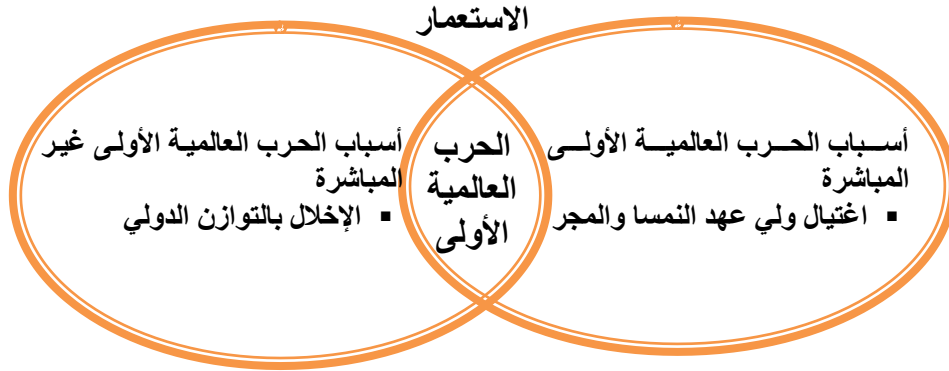 الاستعمار
أسباب الحرب العالمية الأولى
المباشرة
▪ اغتيال ولي عهد النمسا والمجر
الحرب
العالمية
الأولى
أسباب الحرب العالمية الأولى غير
المباشرة
▪ الإخلال بالتوازن الدولي